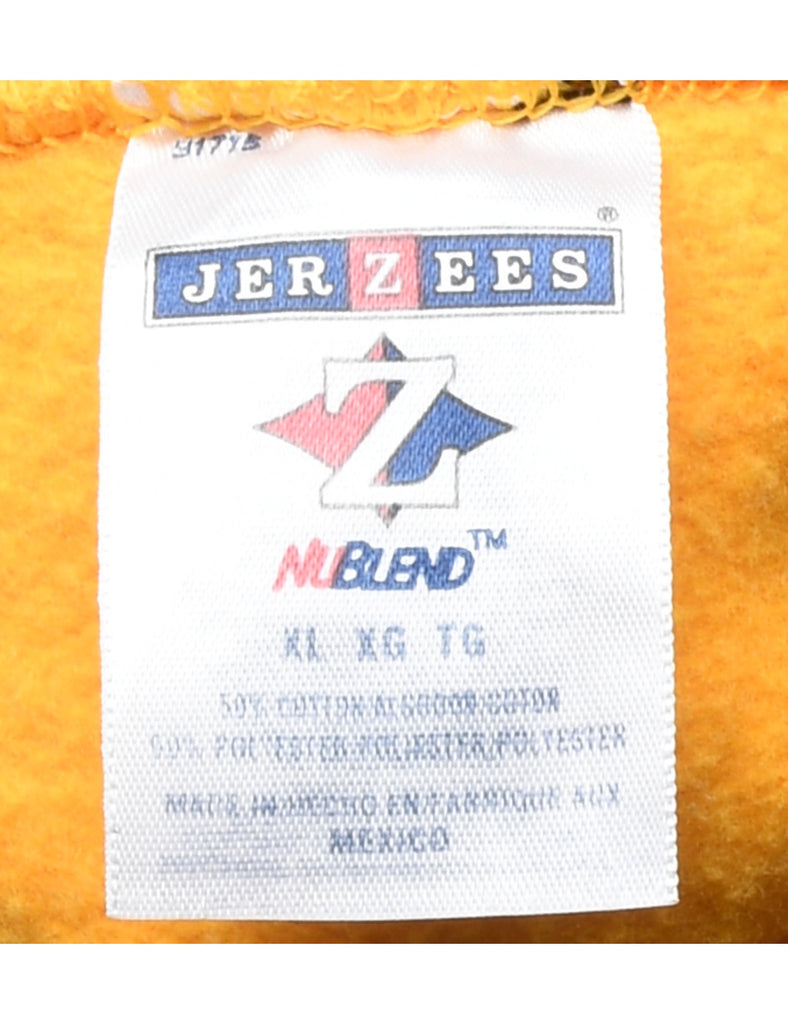 ®
JERZEES
Z
NUBLEND™
XL XG TG
50% COTTON/ALGODON/COTON
50% POLYESTER/POLIESTER/POLYESTER
MADE IN/HECHO EN/FABRIQUE AUX
MEXICO